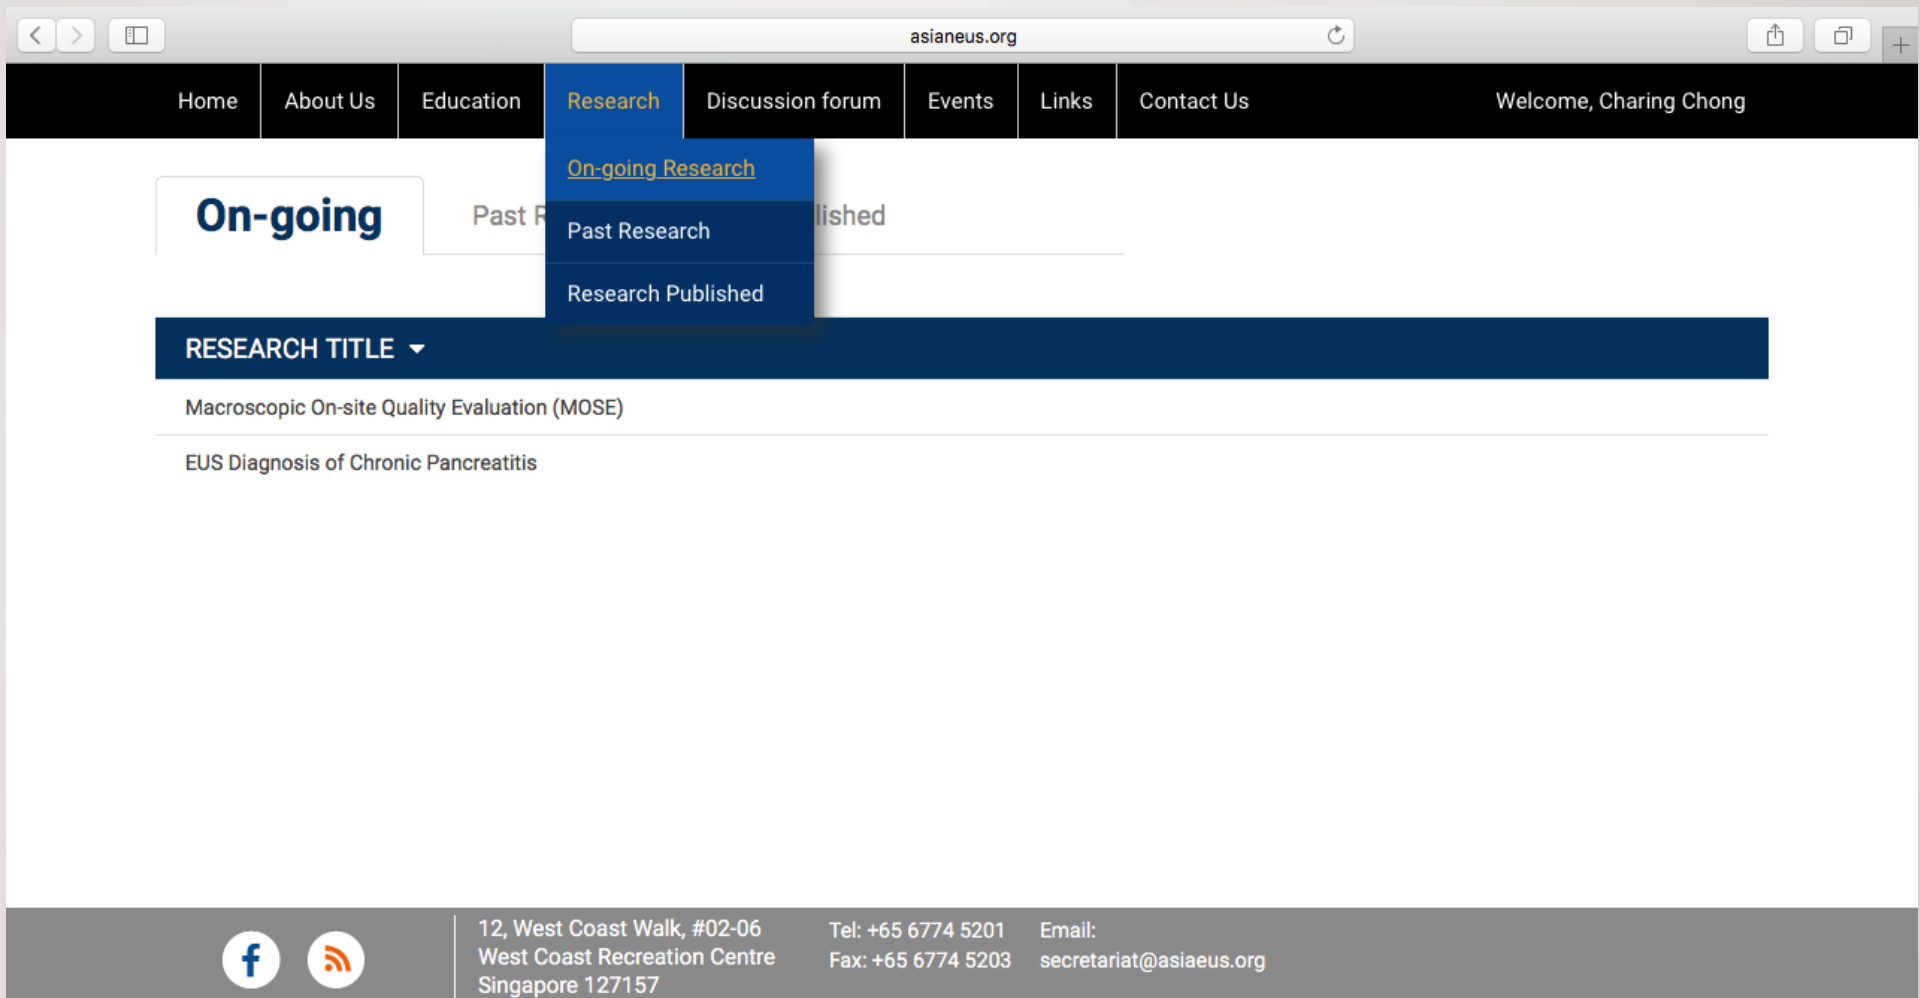 asianeus.org
Home About Us Education Research Discussion forum Events Links Contact Us Welcome, Charing Chong
On-going Research
Past Research
Research Published
On-going Past R lished
RESEARCH TITLE
Macroscopic On-site Quality Evaluation (MOSE)
EUS Diagnosis of Chronic Pancreatitis
12, West Coast Walk, #02-06
West Coast Recreation Centre
Singapore 127157
Tel: +65 6774 5201
Fax: +65 6774 5203
Email:
secretariat@asiaeus.org